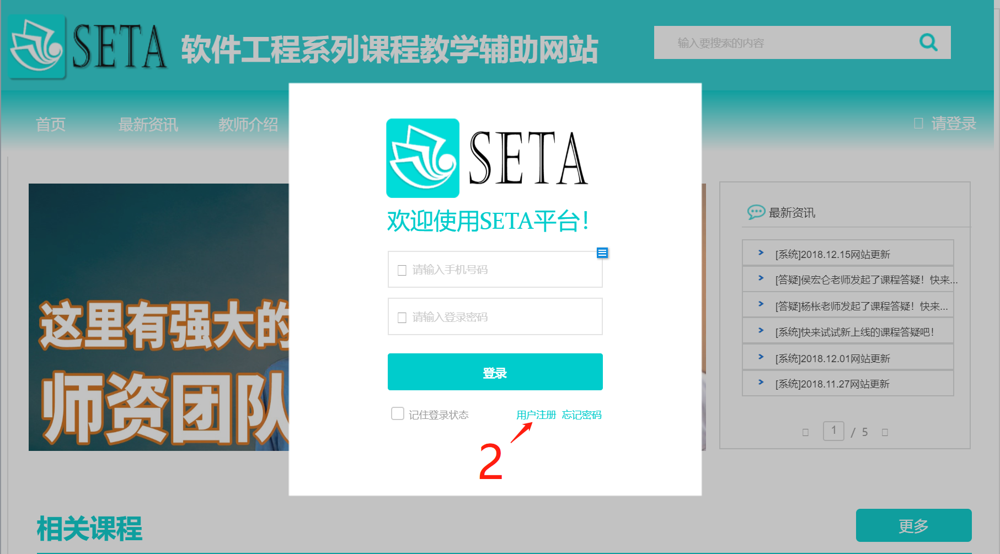 SETA
软件工程系列课程教学辅助网站
输入要搜索的内容
首页
最新资讯
教师介绍
请登录
SETA
欢迎使用SETA平台！
请输入手机号码
请输入登录密码
登录
记住登录状态
用户注册 忘记密码
2
这里有强大的
师资团队
最新资讯
[系统]2018.12.15网站更新
[答疑]侯宏仑老师发起了课程答疑！快来...
[答疑]杨枨老师发起了课程答疑！快来...
[系统]快来试试新上线的课程答疑吧！
[系统]2018.12.01网站更新
[系统]2018.11.27网站更新
1 / 5
相关课程
更多